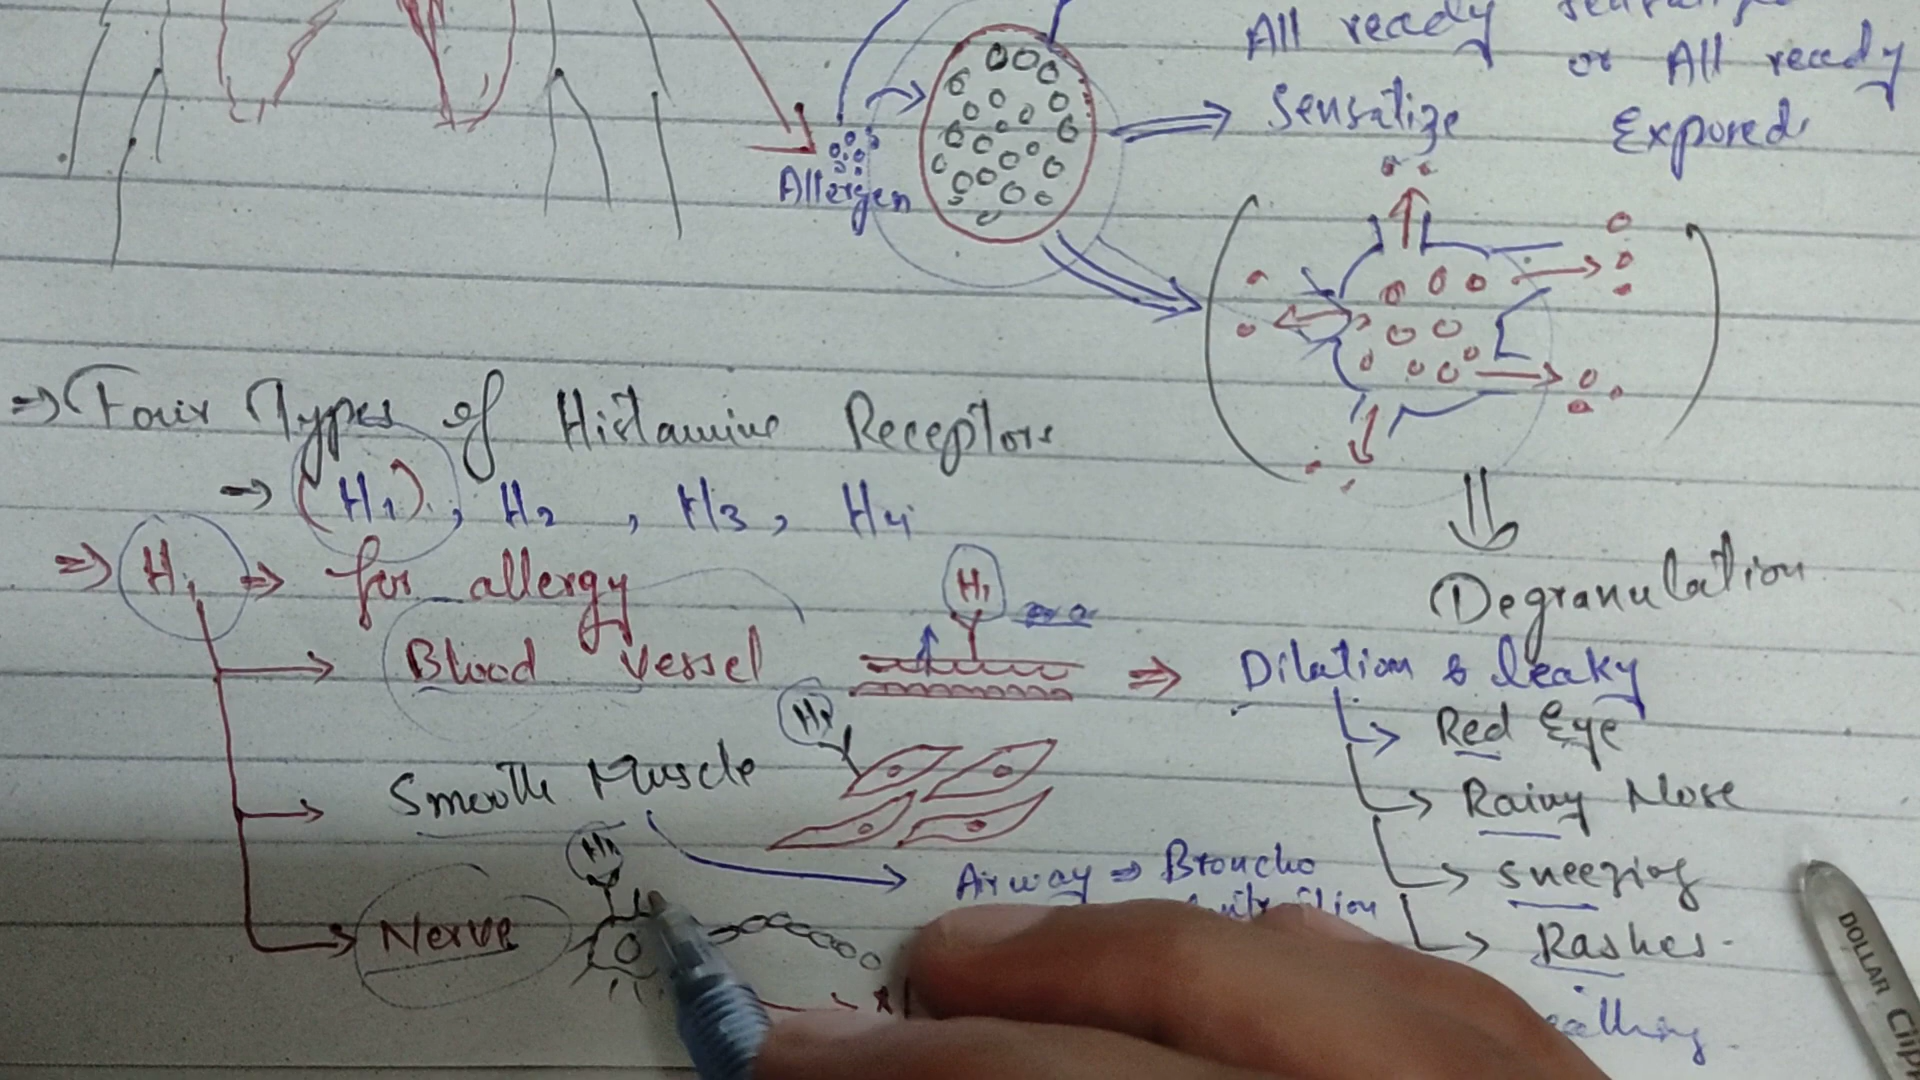 All ready
Sensatize or All ready
Expored
Allergen
⇒ Four Types of Histamine Receptors
→ (H1), H2, H3, H4
⇒ H1 ⇒ for allergy
Degranulation
Blood vessel H1 ⇒ Dilation & leaky
Red Eye
Rainy Nose
Sneezing
Rashes
Smooth Muscle H1
Airway ⇒ Broncho
Nerve H1
DOLLAR Clipp